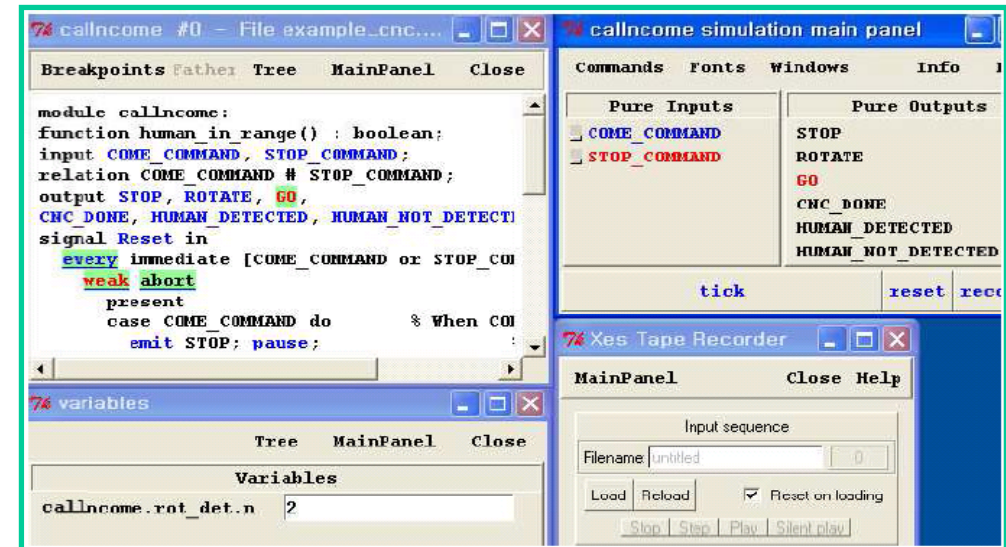 callncome #0 - File example_cnc....
Breakpoints Father Tree MainPanel Close
module callncome:
function human_in_range() : boolean;
input COME_COMMAND, STOP_COMMAND;
relation COME_COMMAND # STOP_COMMAND;
output STOP, ROTATE, GO,
CNC_DONE, HUMAN_DETECTED, HUMAN_NOT_DETECT
signal Reset in
every immediate [COME_COMMAND or STOP_COM
weak abort
present
case COME_COMMAND do % When COM
emit STOP; pause;
variables
Tree MainPanel Close
Variables
callncome.rot_det.n 2
callncome simulation main panel
Commands Fonts Windows Info
Pure Inputs
COME_COMMAND
STOP_COMMAND
Pure Outputs
STOP
ROTATE
GO
CNC_DONE
HUMAN_DETECTED
HUMAN_NOT_DETECTED
tick reset reco
Xes Tape Recorder
MainPanel Close Help
Input sequence
Filename: untitled 0
Load Reload Reset on loading
Stop Step Play Silent play